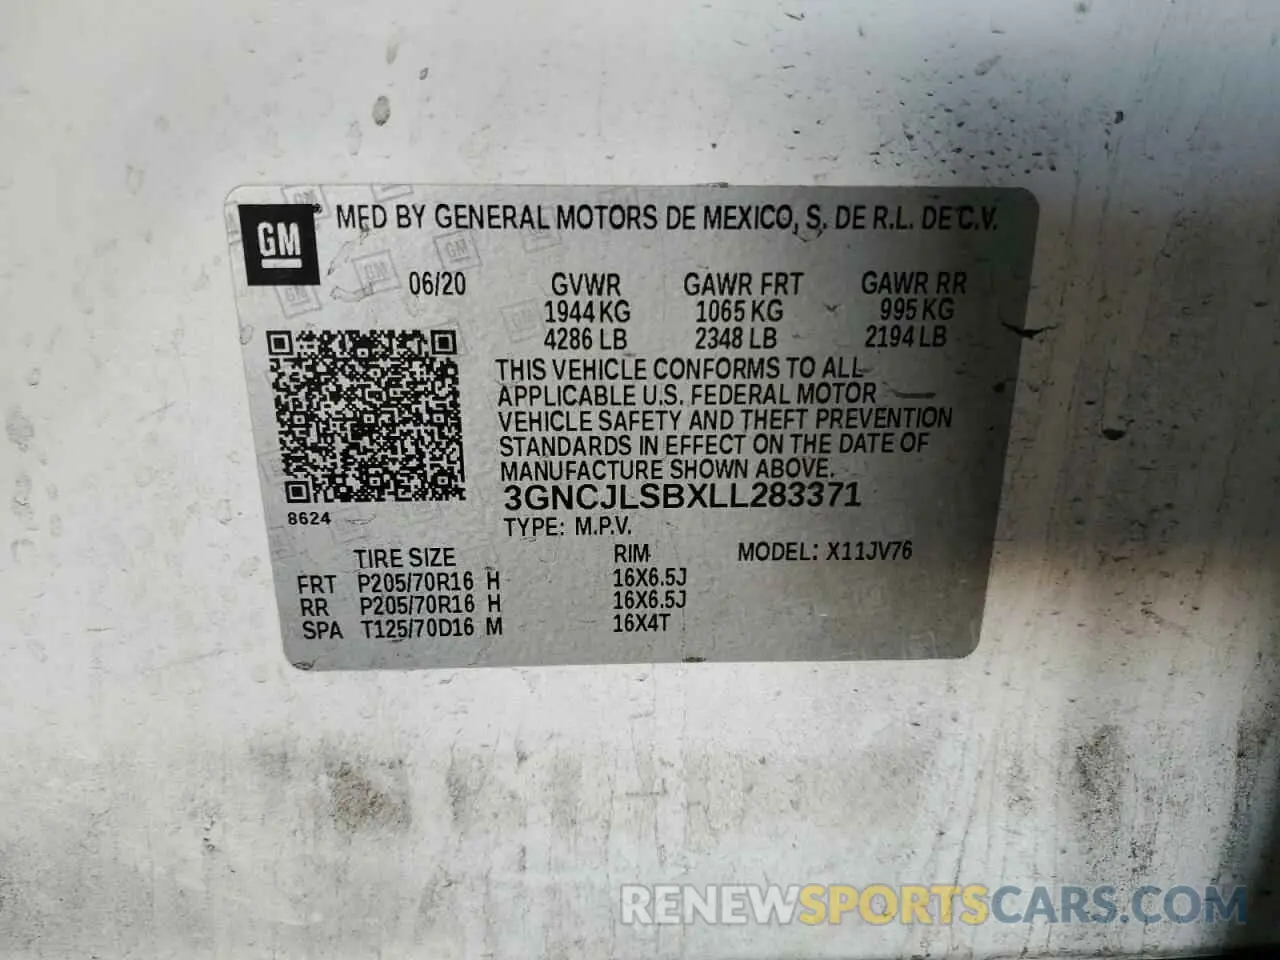 GM MFD BY GENERAL MOTORS DE MEXICO, S. DE R.L. DE C.V.
06/20 GVWR GAWR FRT GAWR RR
1944 KG 1065 KG 995 KG
4286 LB 2348 LB 2194 LB
THIS VEHICLE CONFORMS TO ALL
APPLICABLE U.S. FEDERAL MOTOR
VEHICLE SAFETY AND THEFT PREVENTION
STANDARDS IN EFFECT ON THE DATE OF
MANUFACTURE SHOWN ABOVE.
3GNCJLSBXLL283371
8624
TYPE: M.P.V.
TIRE SIZE RIM MODEL: X11JV76
FRT P205/70R16 H 16X6.5J
RR P205/70R16 H 16X6.5J
SPA T125/70D16 M 16X4T
RENEWSPORTSCARS.COM